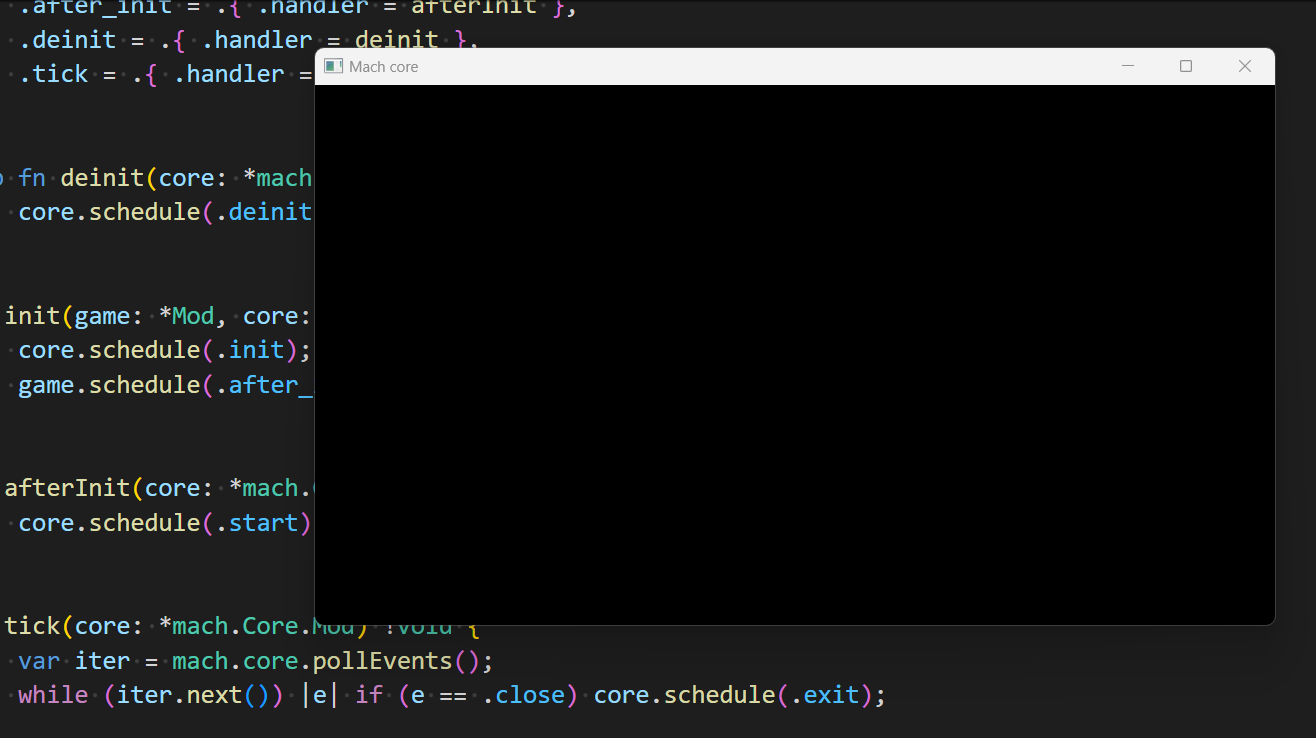 .after_init = .{ .handler = afterInit },
.deinit = .{ .handler = deinit },
.tick = .{ .handler =
Mach core
fn deinit(core: *mach
core.schedule(.deinit
init(game: *Mod, core:
core.schedule(.init);
game.schedule(.after_
afterInit(core: *mach.
core.schedule(.start)
tick(core: *mach.Core.Mod) !void {
var iter = mach.core.pollEvents();
while (iter.next()) |e| if (e == .close) core.schedule(.exit);